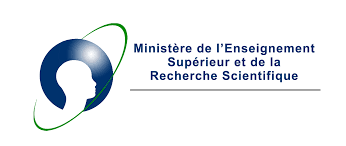 Ministère de l'Enseignement
Supérieur et de la
Recherche Scientifique